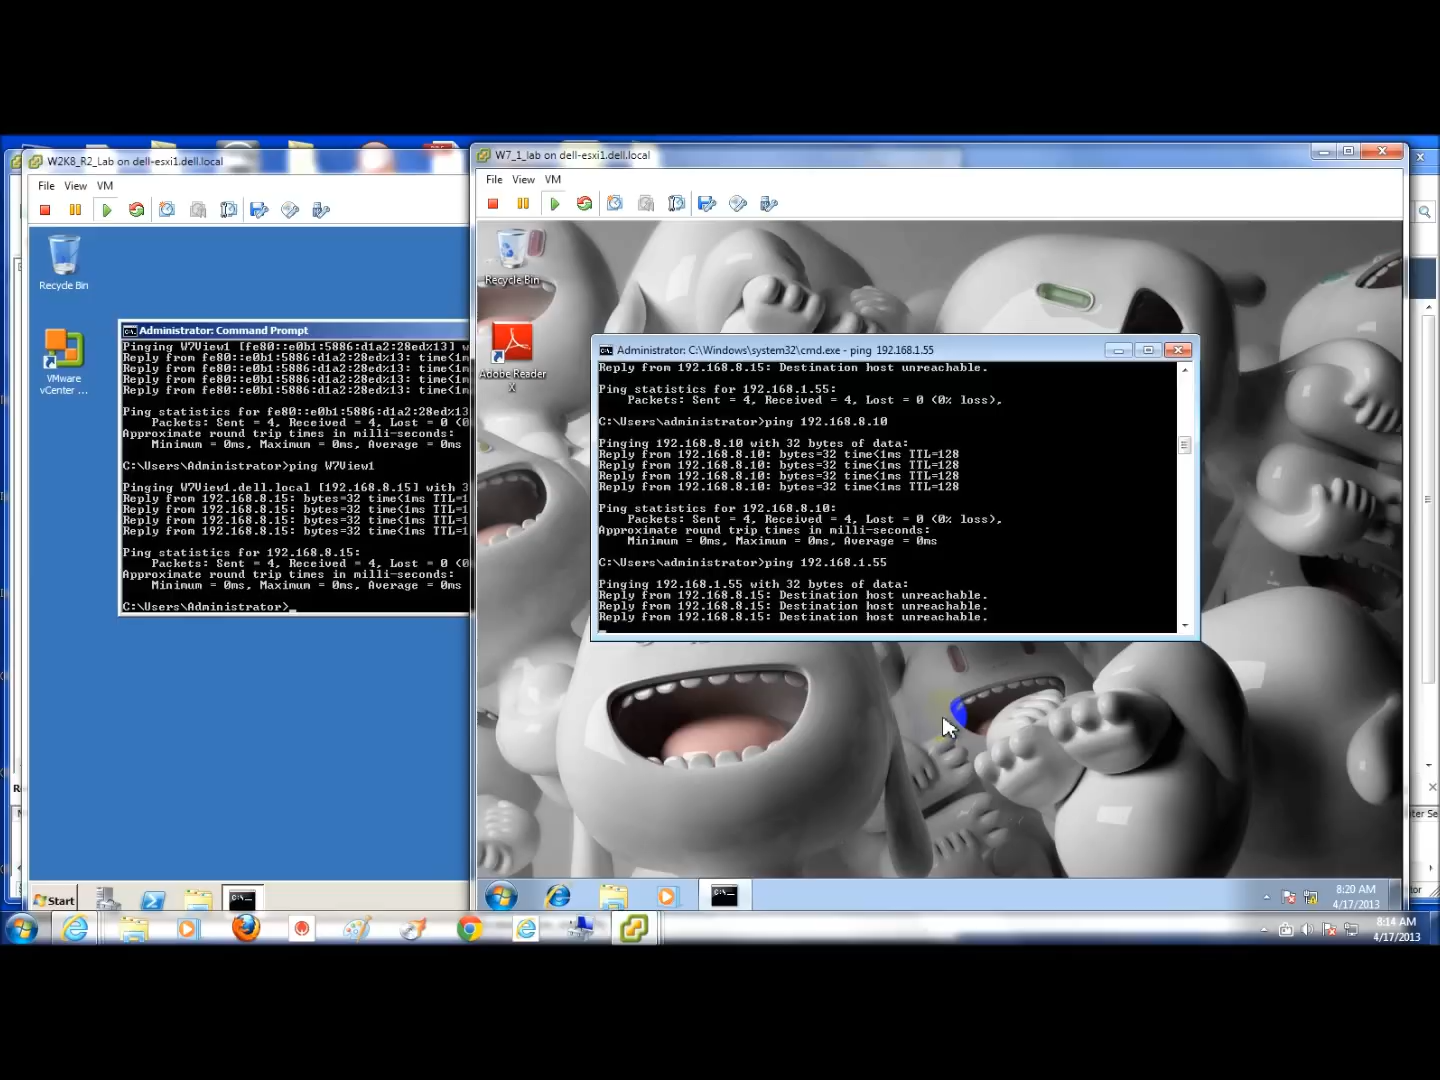 W2K8_R2_Lab on dell-esxi1.dell.local
File View VM
Recycle Bin
VMware
vCenter ...
Administrator: Command Prompt
Pinging W7View1 [fe80::e0b1:5886:d1a2:28ed%13] w
Reply from fe80::e0b1:5886:d1a2:28ed%13: time<1m
Reply from fe80::e0b1:5886:d1a2:28ed%13: time<1m
Reply from fe80::e0b1:5886:d1a2:28ed%13: time<1m
Reply from fe80::e0b1:5886:d1a2:28ed%13: time<1m
Ping statistics for fe80::e0b1:5886:d1a2:28ed%13
Packets: Sent = 4, Received = 4, Lost = 0 (0
Approximate round trip times in milli-seconds:
Minimum = 0ms, Maximum = 0ms, Average = 0ms
C:\Users\Administrator>ping W7View1
Pinging W7View1.dell.local [192.168.8.15] with 3
Reply from 192.168.8.15: bytes=32 time<1ms TTL=1
Reply from 192.168.8.15: bytes=32 time<1ms TTL=1
Reply from 192.168.8.15: bytes=32 time<1ms TTL=1
Reply from 192.168.8.15: bytes=32 time<1ms TTL=1
Ping statistics for 192.168.8.15:
Packets: Sent = 4, Received = 4, Lost = 0 (0
Approximate round trip times in milli-seconds:
Minimum = 0ms, Maximum = 0ms, Average = 0ms
C:\Users\Administrator>_
Start
W7_1_lab on dell-esxi1.dell.local
File View VM
Recycle Bin
Adobe Reader
X
Administrator: C:\Windows\system32\cmd.exe - ping 192.168.1.55
Reply from 192.168.8.15: Destination host unreachable.
Ping statistics for 192.168.1.55:
Packets: Sent = 4, Received = 4, Lost = 0 (0% loss),
C:\Users\administrator>ping 192.168.8.10
Pinging 192.168.8.10 with 32 bytes of data:
Reply from 192.168.8.10: bytes=32 time<1ms TTL=128
Reply from 192.168.8.10: bytes=32 time<1ms TTL=128
Reply from 192.168.8.10: bytes=32 time<1ms TTL=128
Reply from 192.168.8.10: bytes=32 time<1ms TTL=128
Ping statistics for 192.168.8.10:
Packets: Sent = 4, Received = 4, Lost = 0 (0% loss),
Approximate round trip times in milli-seconds:
Minimum = 0ms, Maximum = 0ms, Average = 0ms
C:\Users\administrator>ping 192.168.1.55
Pinging 192.168.1.55 with 32 bytes of data:
Reply from 192.168.8.15: Destination host unreachable.
Reply from 192.168.8.15: Destination host unreachable.
Reply from 192.168.8.15: Destination host unreachable.
8:20 AM
4/17/2013
8:14 AM
4/17/2013